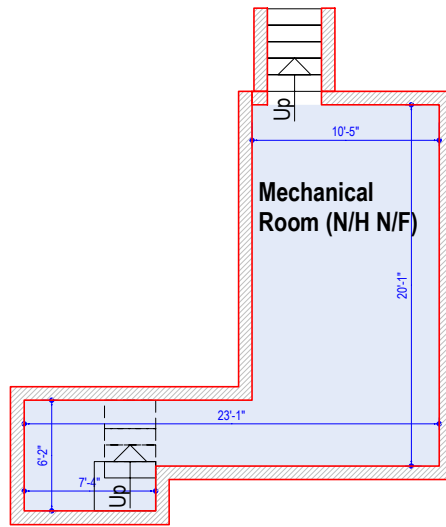 Up
10'-5"
Mechanical
Room (N/H N/F)
20'-1"
23'-1"
6'-2"
7'-4"
Up